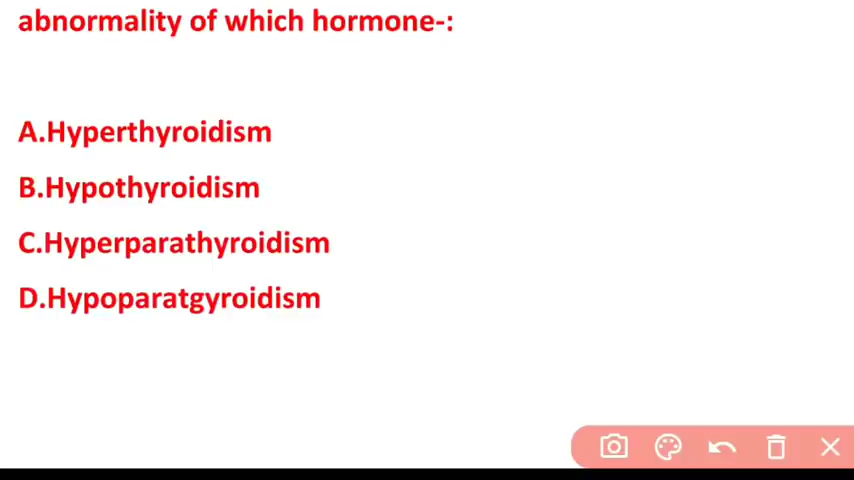 abnormality of which hormone-:
A.Hyperthyroidism
B.Hypothyroidism
C.Hyperparathyroidism
D.Hypoparatgyroidism